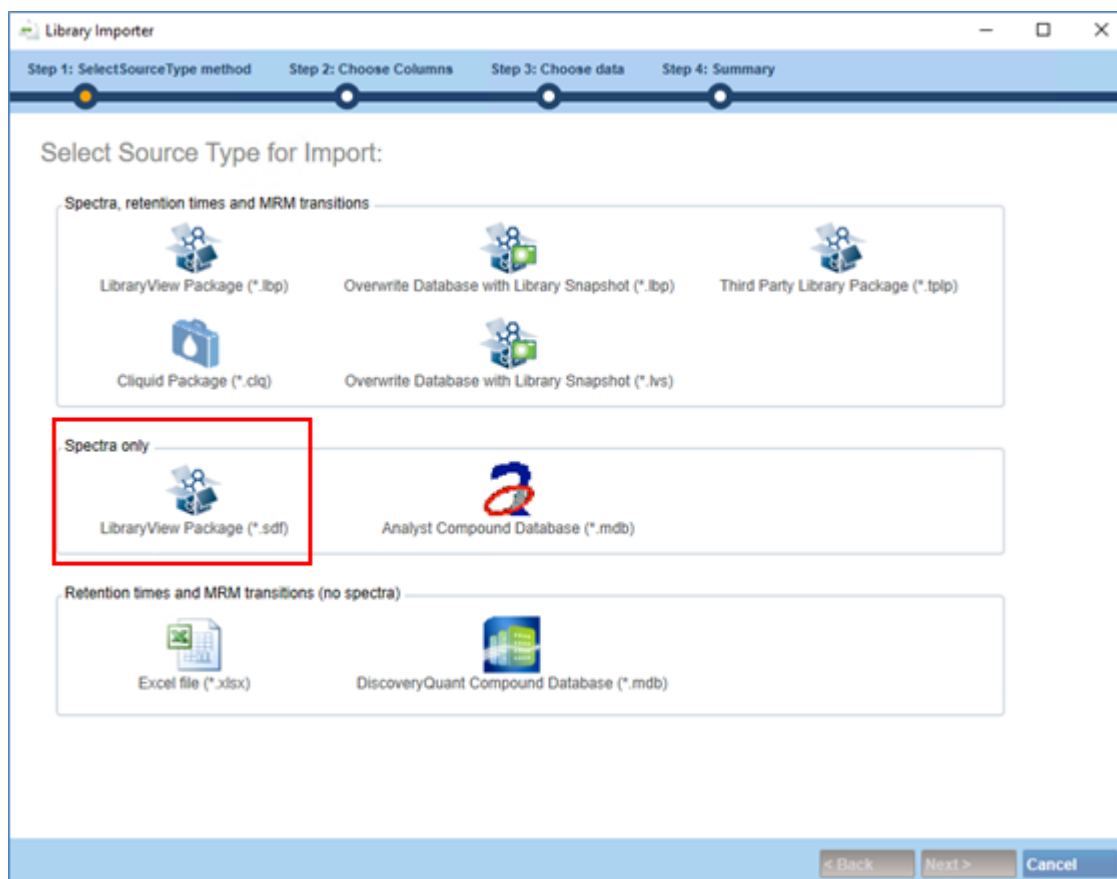 Library Importer
Step 1: SelectSourceType method Step 2: Choose Columns Step 3: Choose data Step 4: Summary
Select Source Type for Import:
Spectra, retention times and MRM transitions
LibraryView Package (*.lbp) Overwrite Database with Library Snapshot (*.lbp) Third Party Library Package (*.tplp)
Cliquid Package (*.clq) Overwrite Database with Library Snapshot (*.lvs)
Spectra only
LibraryView Package (*.sdf) Analyst Compound Database (*.mdb)
Retention times and MRM transitions (no spectra)
Excel file (*.xlsx) DiscoveryQuant Compound Database (*.mdb)
< Back Next > Cancel